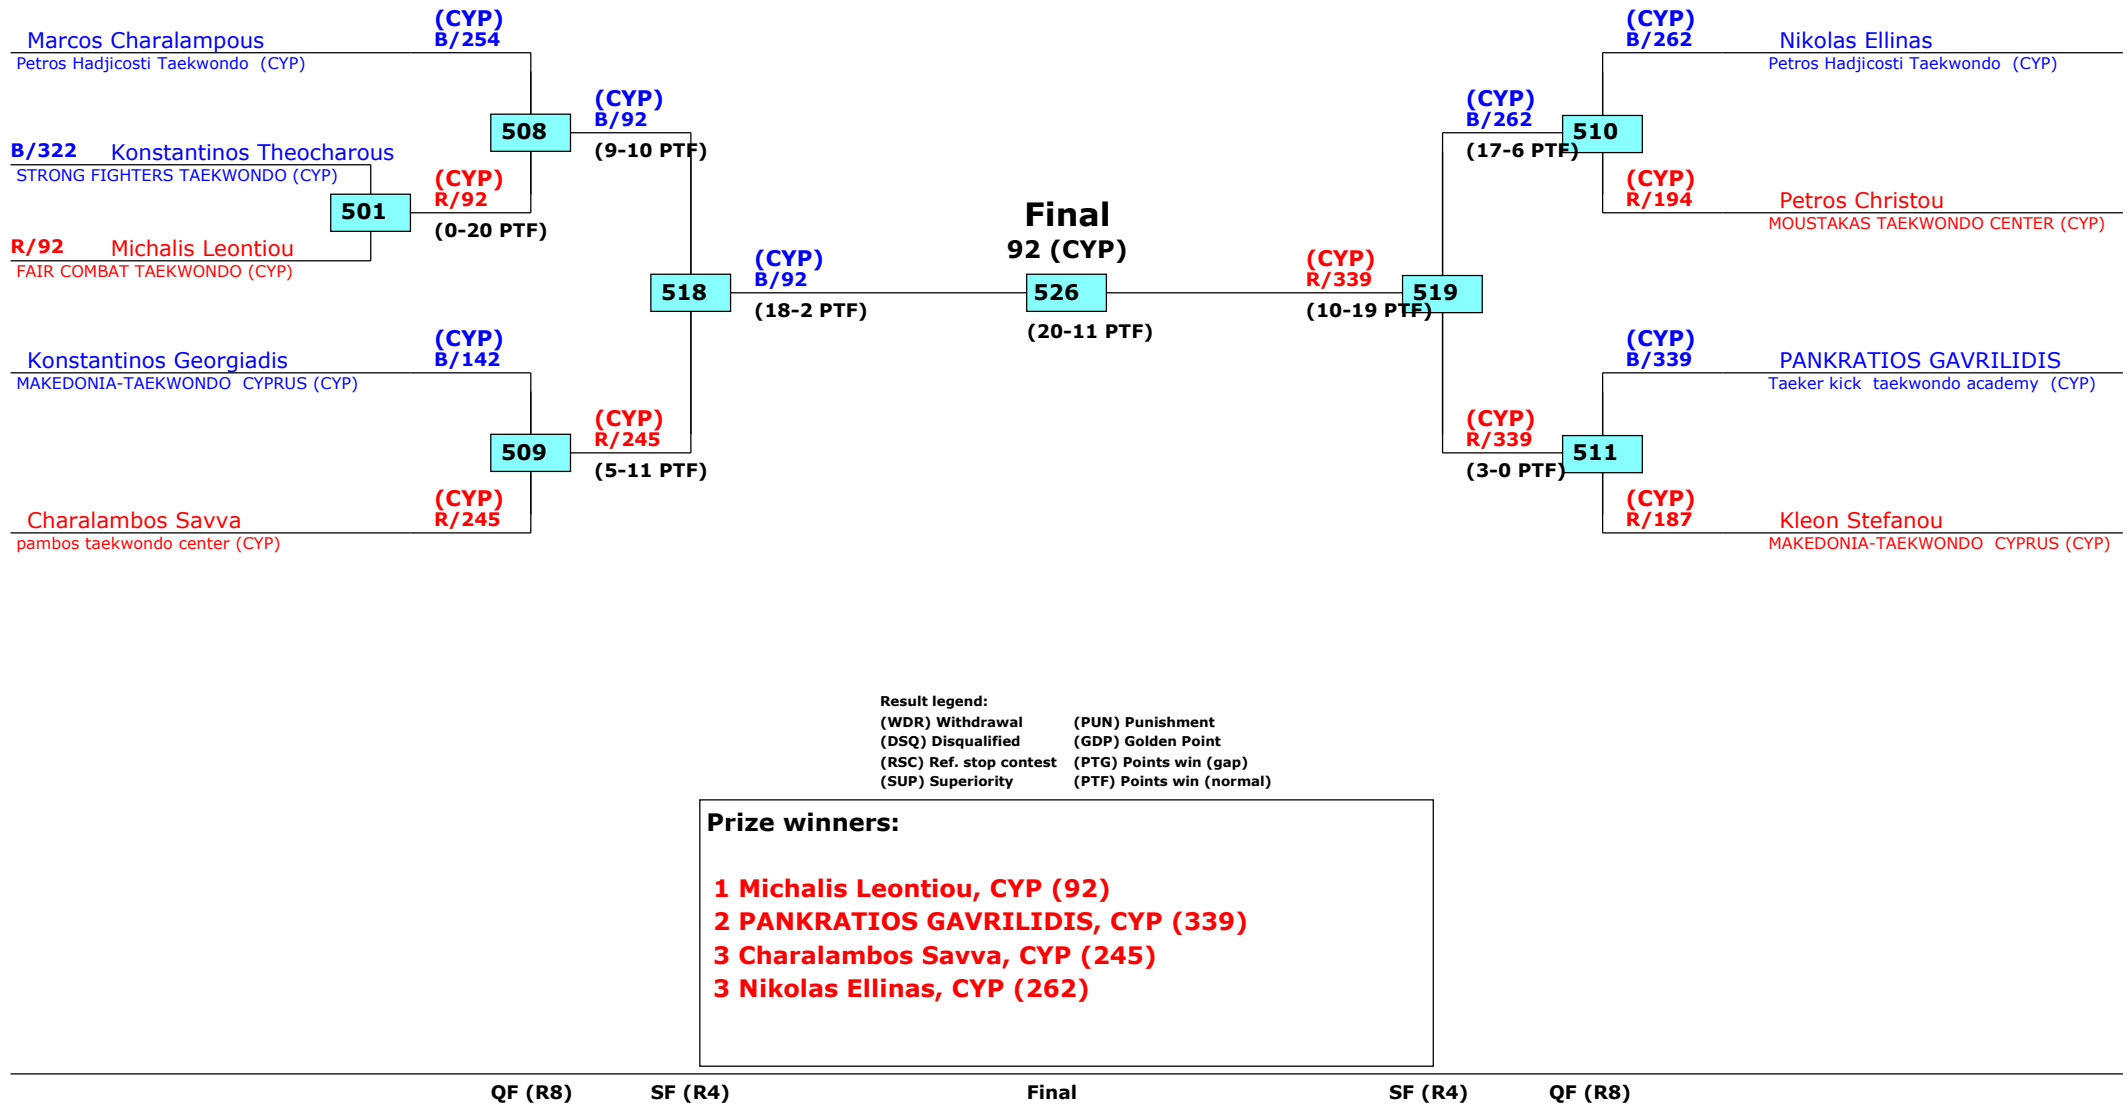 (CYP)
B/254
Marcos Charalampous
Petros Hadjicosti Taekwondo (CYP)
508
(CYP)
B/92
(9-10 PTF)
B/322 Konstantinos Theocharous
STRONG FIGHTERS TAEKWONDO (CYP)
501
(CYP)
R/92
(0-20 PTF)
R/92 Michalis Leontiou
FAIR COMBAT TAEKWONDO (CYP)
518
(CYP)
B/92
(18-2 PTF)
(CYP)
B/142
Konstantinos Georgiadis
MAKEDONIA-TAEKWONDO CYPRUS (CYP)
509
(CYP)
R/245
(5-11 PTF)
(CYP)
R/245
Charalambos Savva
pambos taekwondo center (CYP)
Final
92 (CYP)
526
(20-11 PTF)
(CYP)
B/262
Nikolas Ellinas
Petros Hadjicosti Taekwondo (CYP)
(CYP)
B/262
(17-6 PTF)
510
(CYP)
R/194
Petros Christou
MOUSTAKAS TAEKWONDO CENTER (CYP)
(CYP)
R/339
(10-19 PTF)
519
(CYP)
B/339
PANKRATIOS GAVRILIDIS
Taeker kick taekwondo academy (CYP)
(CYP)
R/339
(3-0 PTF)
511
(CYP)
R/187
Kleon Stefanou
MAKEDONIA-TAEKWONDO CYPRUS (CYP)
Result legend:
(WDR) Withdrawal (PUN) Punishment
(DSQ) Disqualified (GDP) Golden Point
(RSC) Ref. stop contest (PTG) Points win (gap)
(SUP) Superiority (PTF) Points win (normal)
Prize winners:
1 Michalis Leontiou, CYP (92)
2 PANKRATIOS GAVRILIDIS, CYP (339)
3 Charalambos Savva, CYP (245)
3 Nikolas Ellinas, CYP (262)
QF (R8) SF (R4) Final SF (R4) QF (R8)